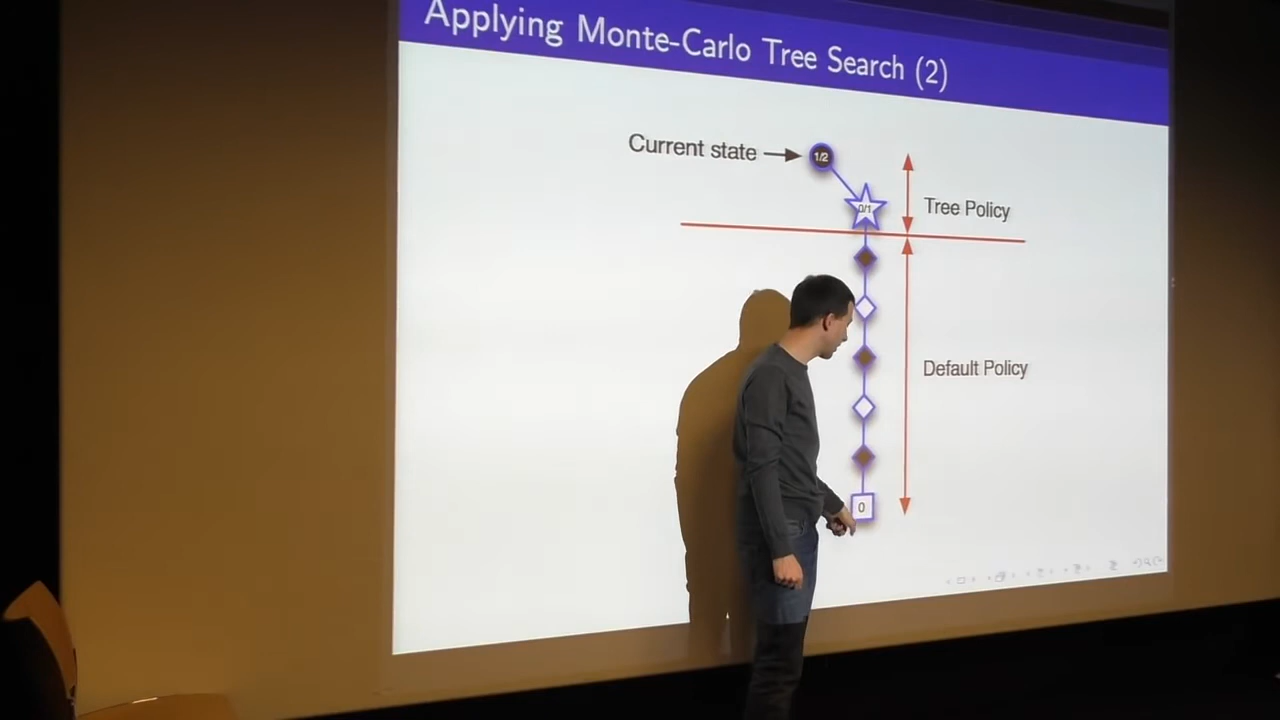 Applying Monte-Carlo Tree Search (2)
Current state
1/2
0/1
Tree Policy
Default Policy
0